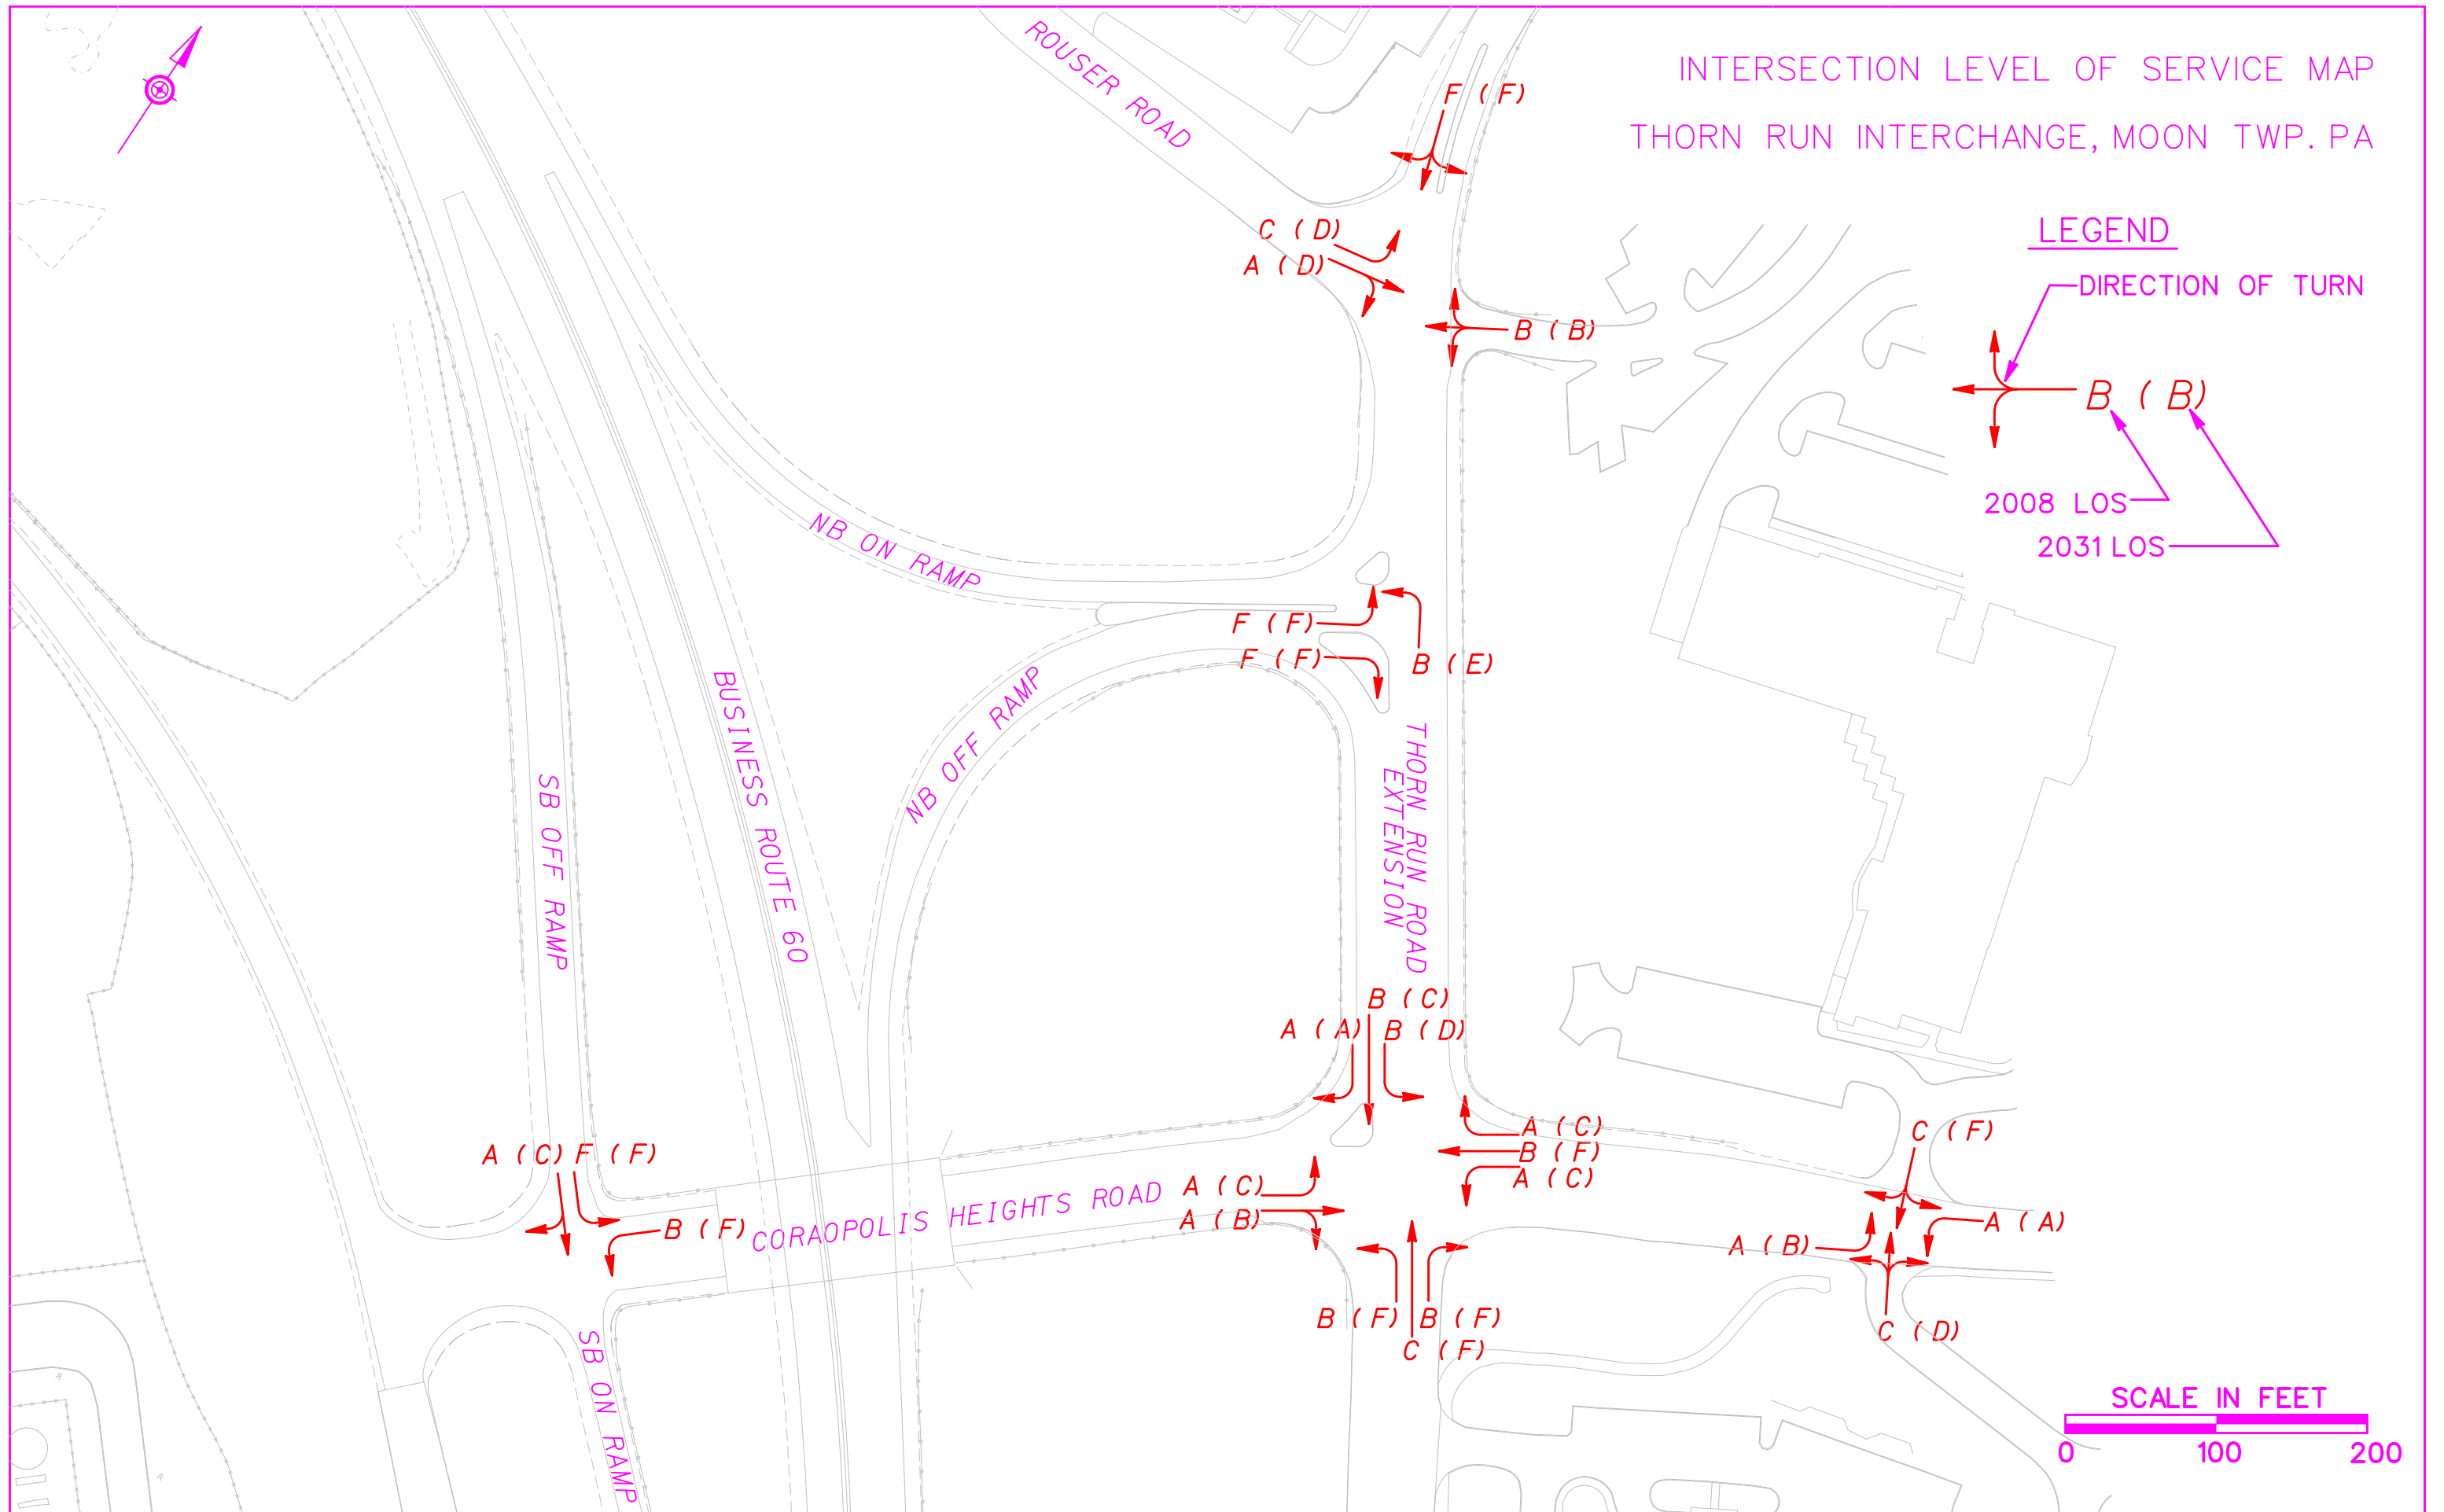 INTERSECTION LEVEL OF SERVICE MAP
THORN RUN INTERCHANGE, MOON TWP. PA
LEGEND
DIRECTION OF TURN
B (B)
2008 LOS
2031 LOS
ROUSER ROAD
F (F)
C (D)
A (D)
B (B)
NB ON RAMP
F (F)
F (F)
B (E)
NB OFF RAMP
BUSINESS ROUTE 60
SB OFF RAMP
THORN RUN ROAD
EXTENSION
B (C)
A (A)
B (D)
A (C)
B (F)
A (C)
C (F)
A (C)
F (F)
B (F)
CORAOPOLIS HEIGHTS ROAD
A (C)
A (B)
A (B)
A (A)
B (F)
B (F)
C (F)
C (D)
SB ON RAMP
SCALE IN FEET
0 100 200